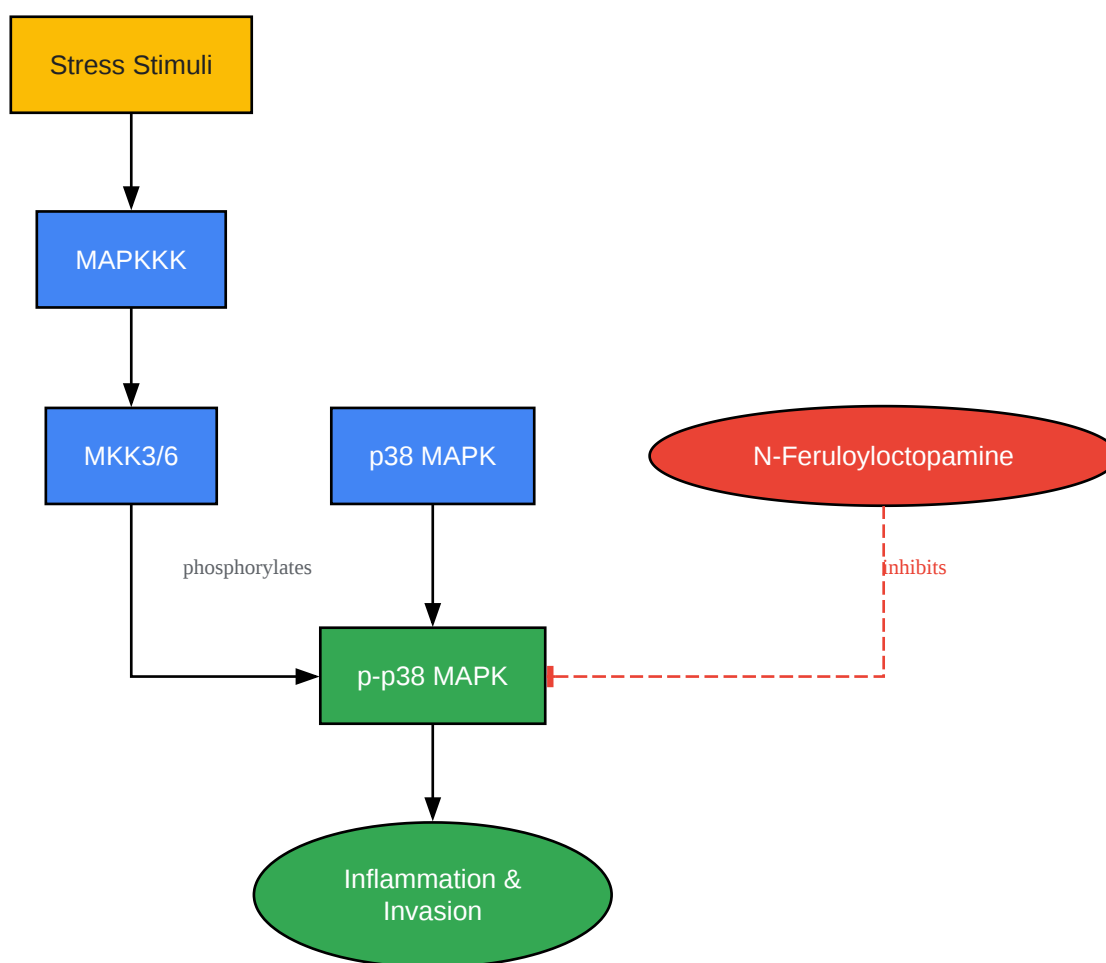 Stress Stimuli
MAPKKK
MKK3/6
p38 MAPK
N-Feruloyloctopamine
phosphorylates
inhibits
p-p38 MAPK
Inflammation &
Invasion